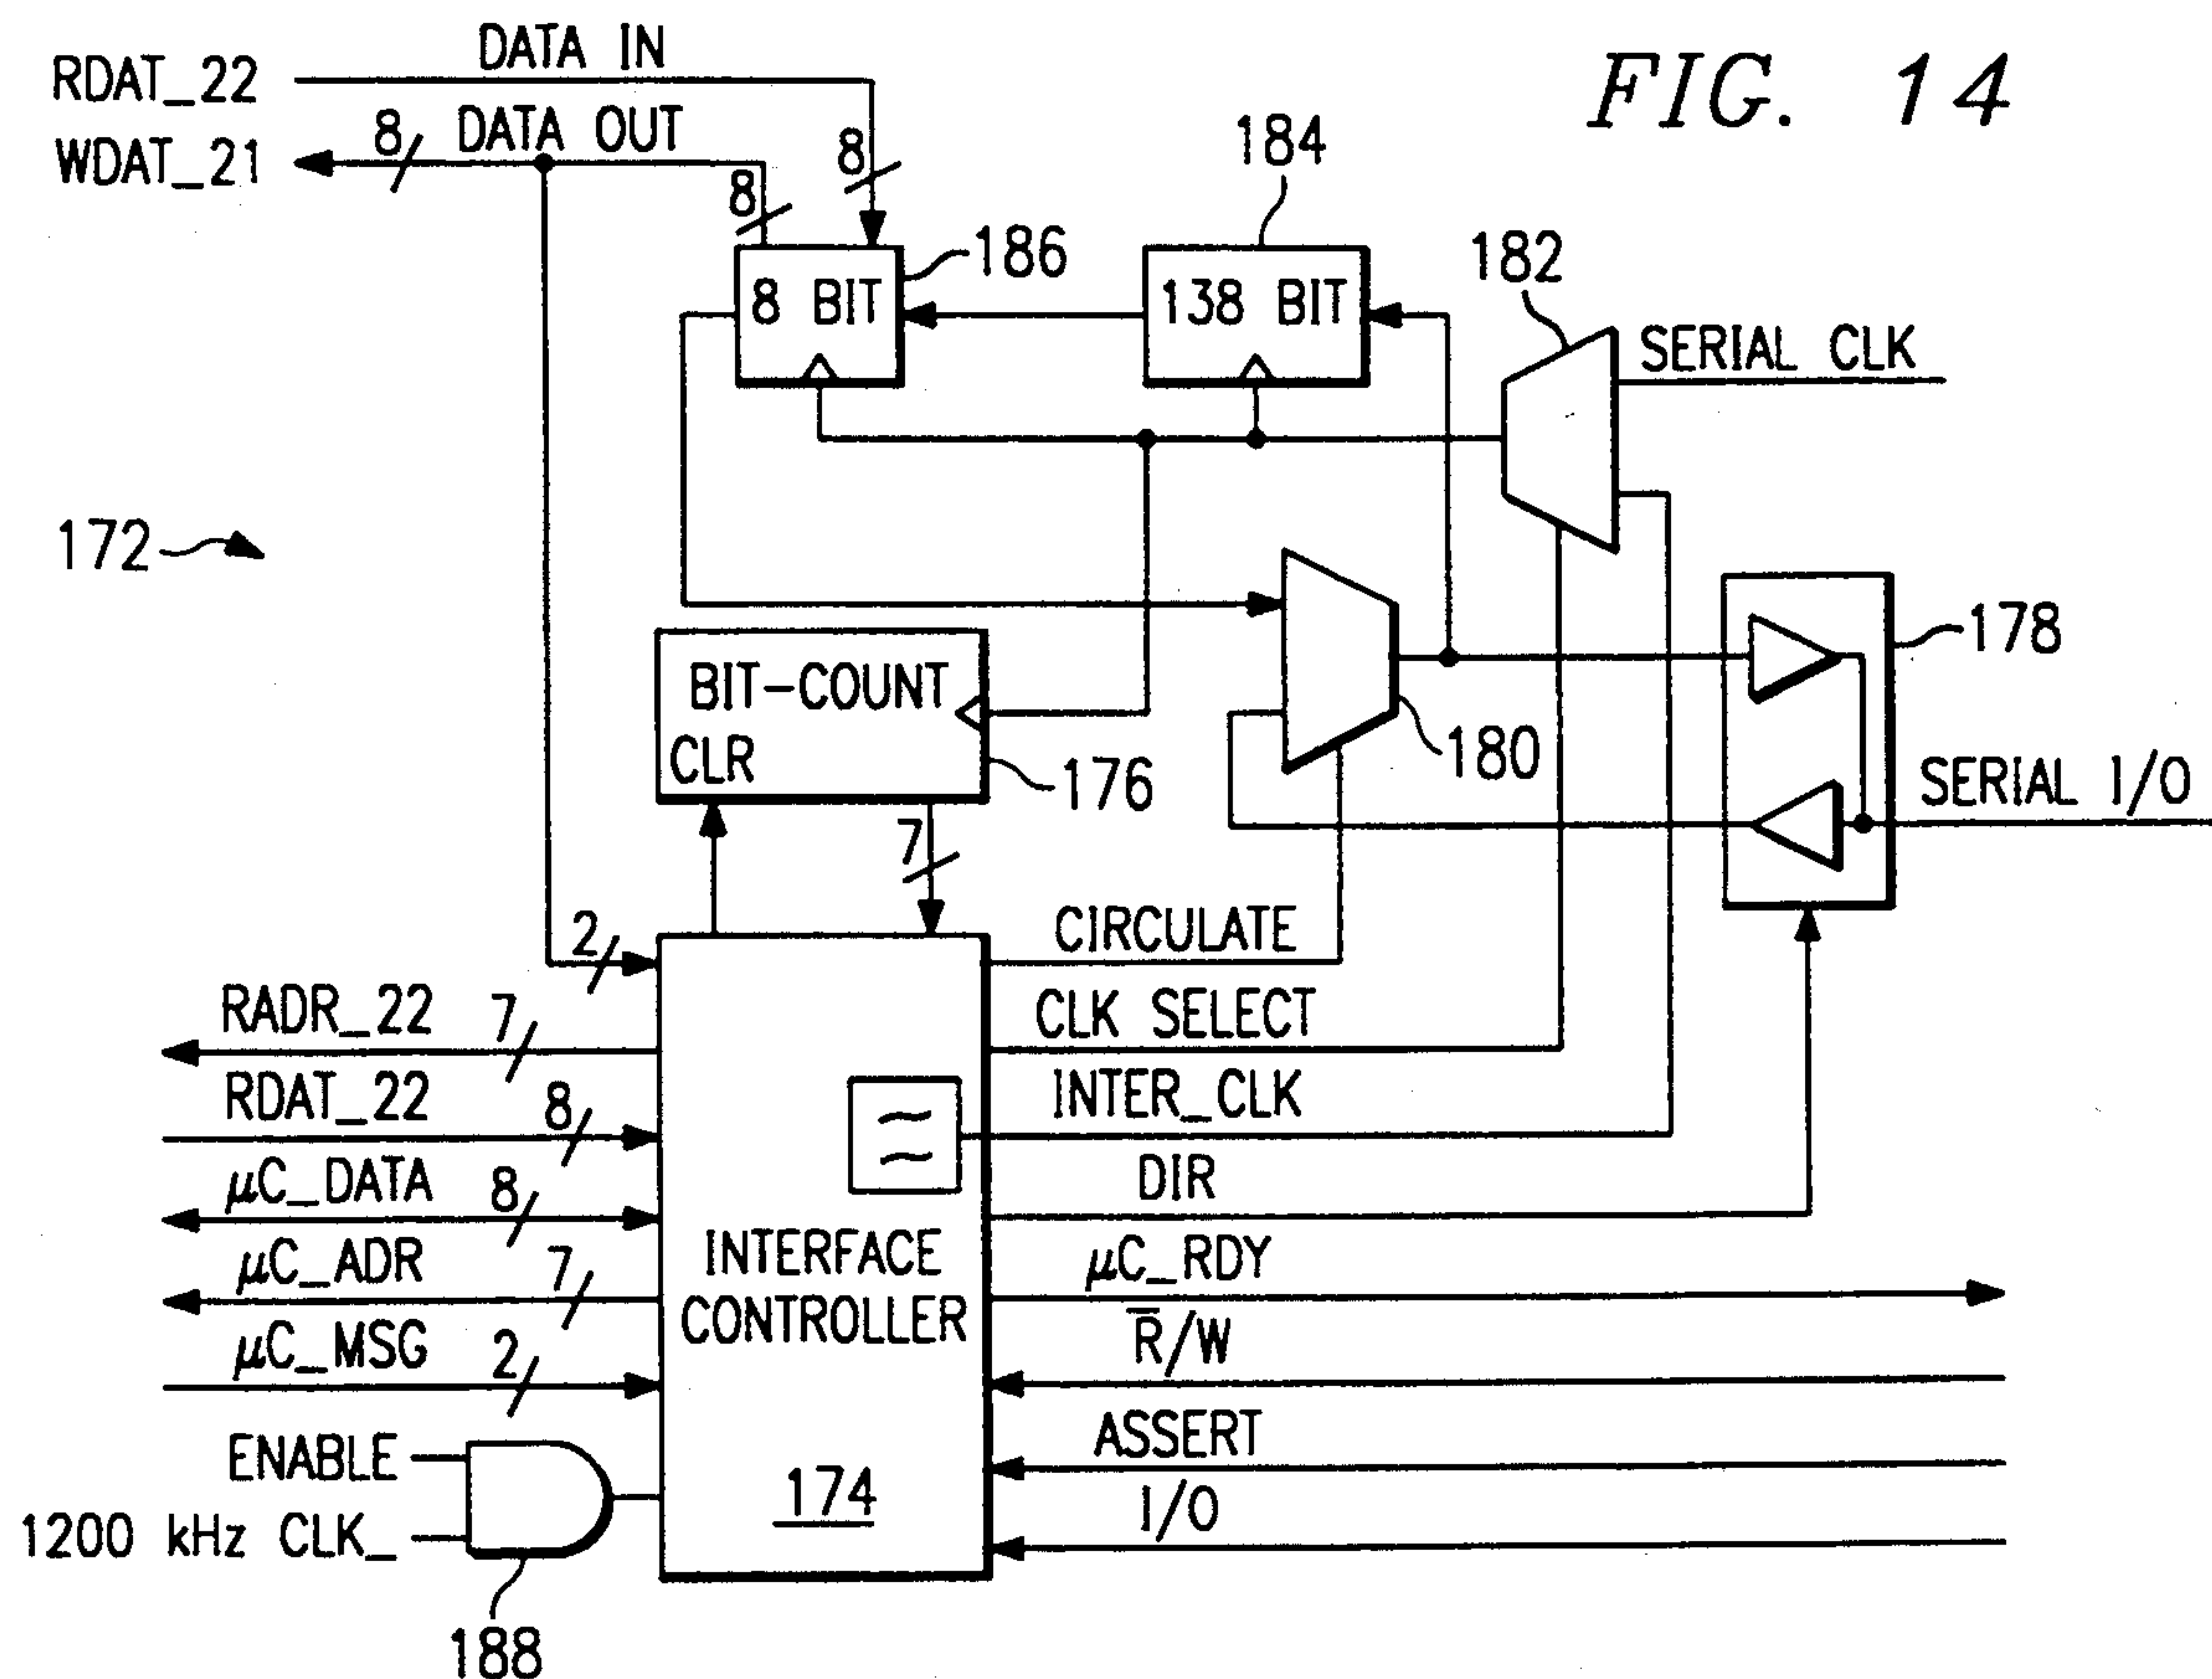 FIG. 14
DATA IN
RDAT_22
8
DATA OUT
WDAT_21
8
8
184
8 BIT
186
138 BIT
182
SERIAL CLK
172
178
BIT-COUNT
CLR
176
180
SERIAL I/O
7
2
CIRCULATE
RADR_22
7
CLK SELECT
RDAT_22
8
INTER_CLK
μC_DATA
8
DIR
μC_ADR
7
INTERFACE
CONTROLLER
μC_RDY
μC_MSG
2
R̅/W
ENABLE
ASSERT
174
1200 kHz CLK_
I/O
188